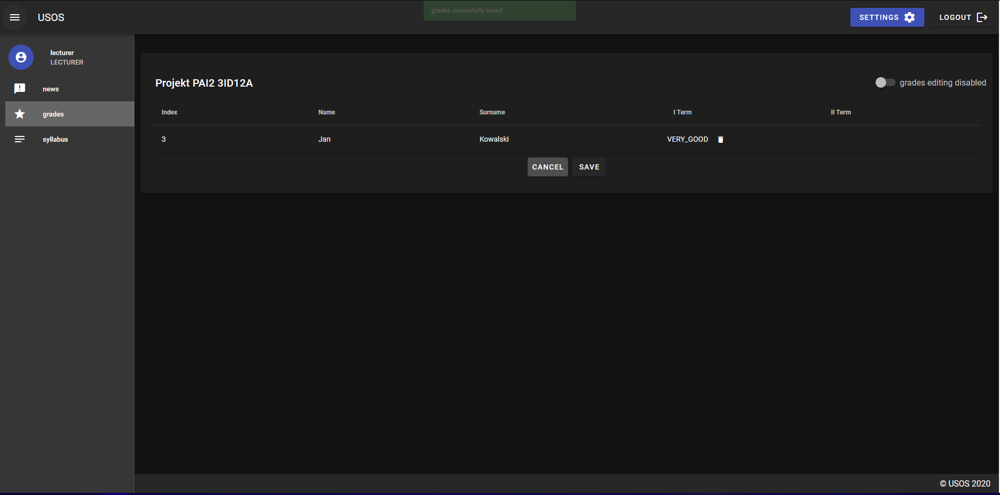 USOS
grades sucessfully saved
SETTINGS
LOGOUT
lecturer
LECTURER
news
grades
syllabus
Projekt PAI2 3ID12A
grades editing disabled
Index Name Surname I Term II Term
3 Jan Kowalski VERY_GOOD
CANCEL SAVE
© USOS 2020